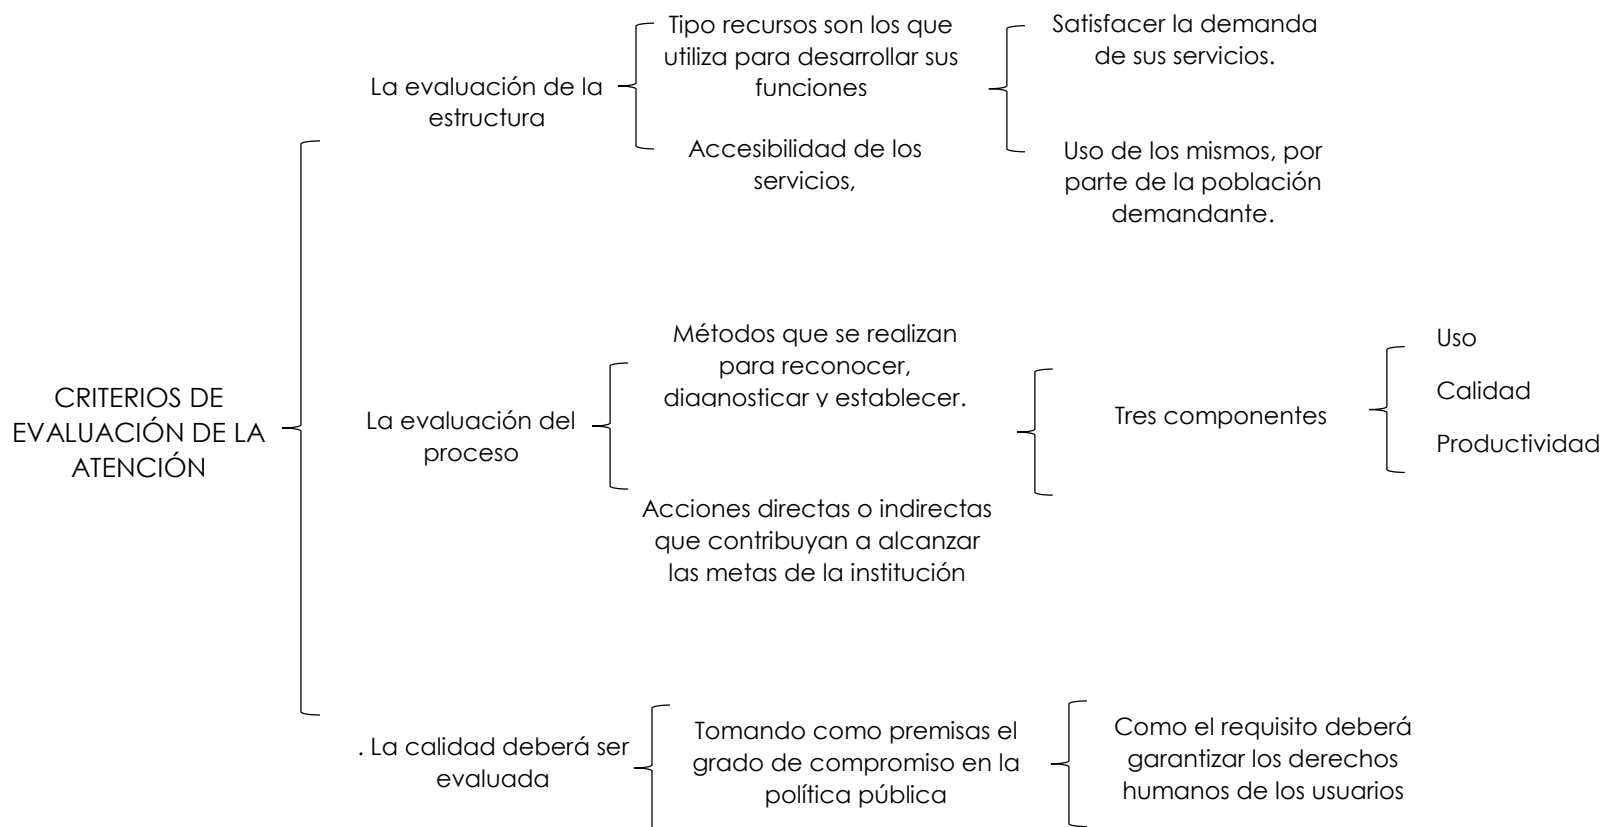 CRITERIOS DE
EVALUACIÓN DE LA
ATENCIÓN
La evaluación de la
estructura
Tipo recursos son los que
utiliza para desarrollar sus
funciones
Accesibilidad de los
servicios,
Satisfacer la demanda
de sus servicios.
Uso de los mismos, por
parte de la población
demandante.
La evaluación del
proceso
Métodos que se realizan
para reconocer,
diagnosticar y establecer.
Acciones directas o indirectas
que contribuyan a alcanzar
las metas de la institución
Tres componentes
Uso
Calidad
Productividad
. La calidad deberá ser
evaluada
Tomando como premisas el
grado de compromiso en la
política pública
Como el requisito deberá
garantizar los derechos
humanos de los usuarios